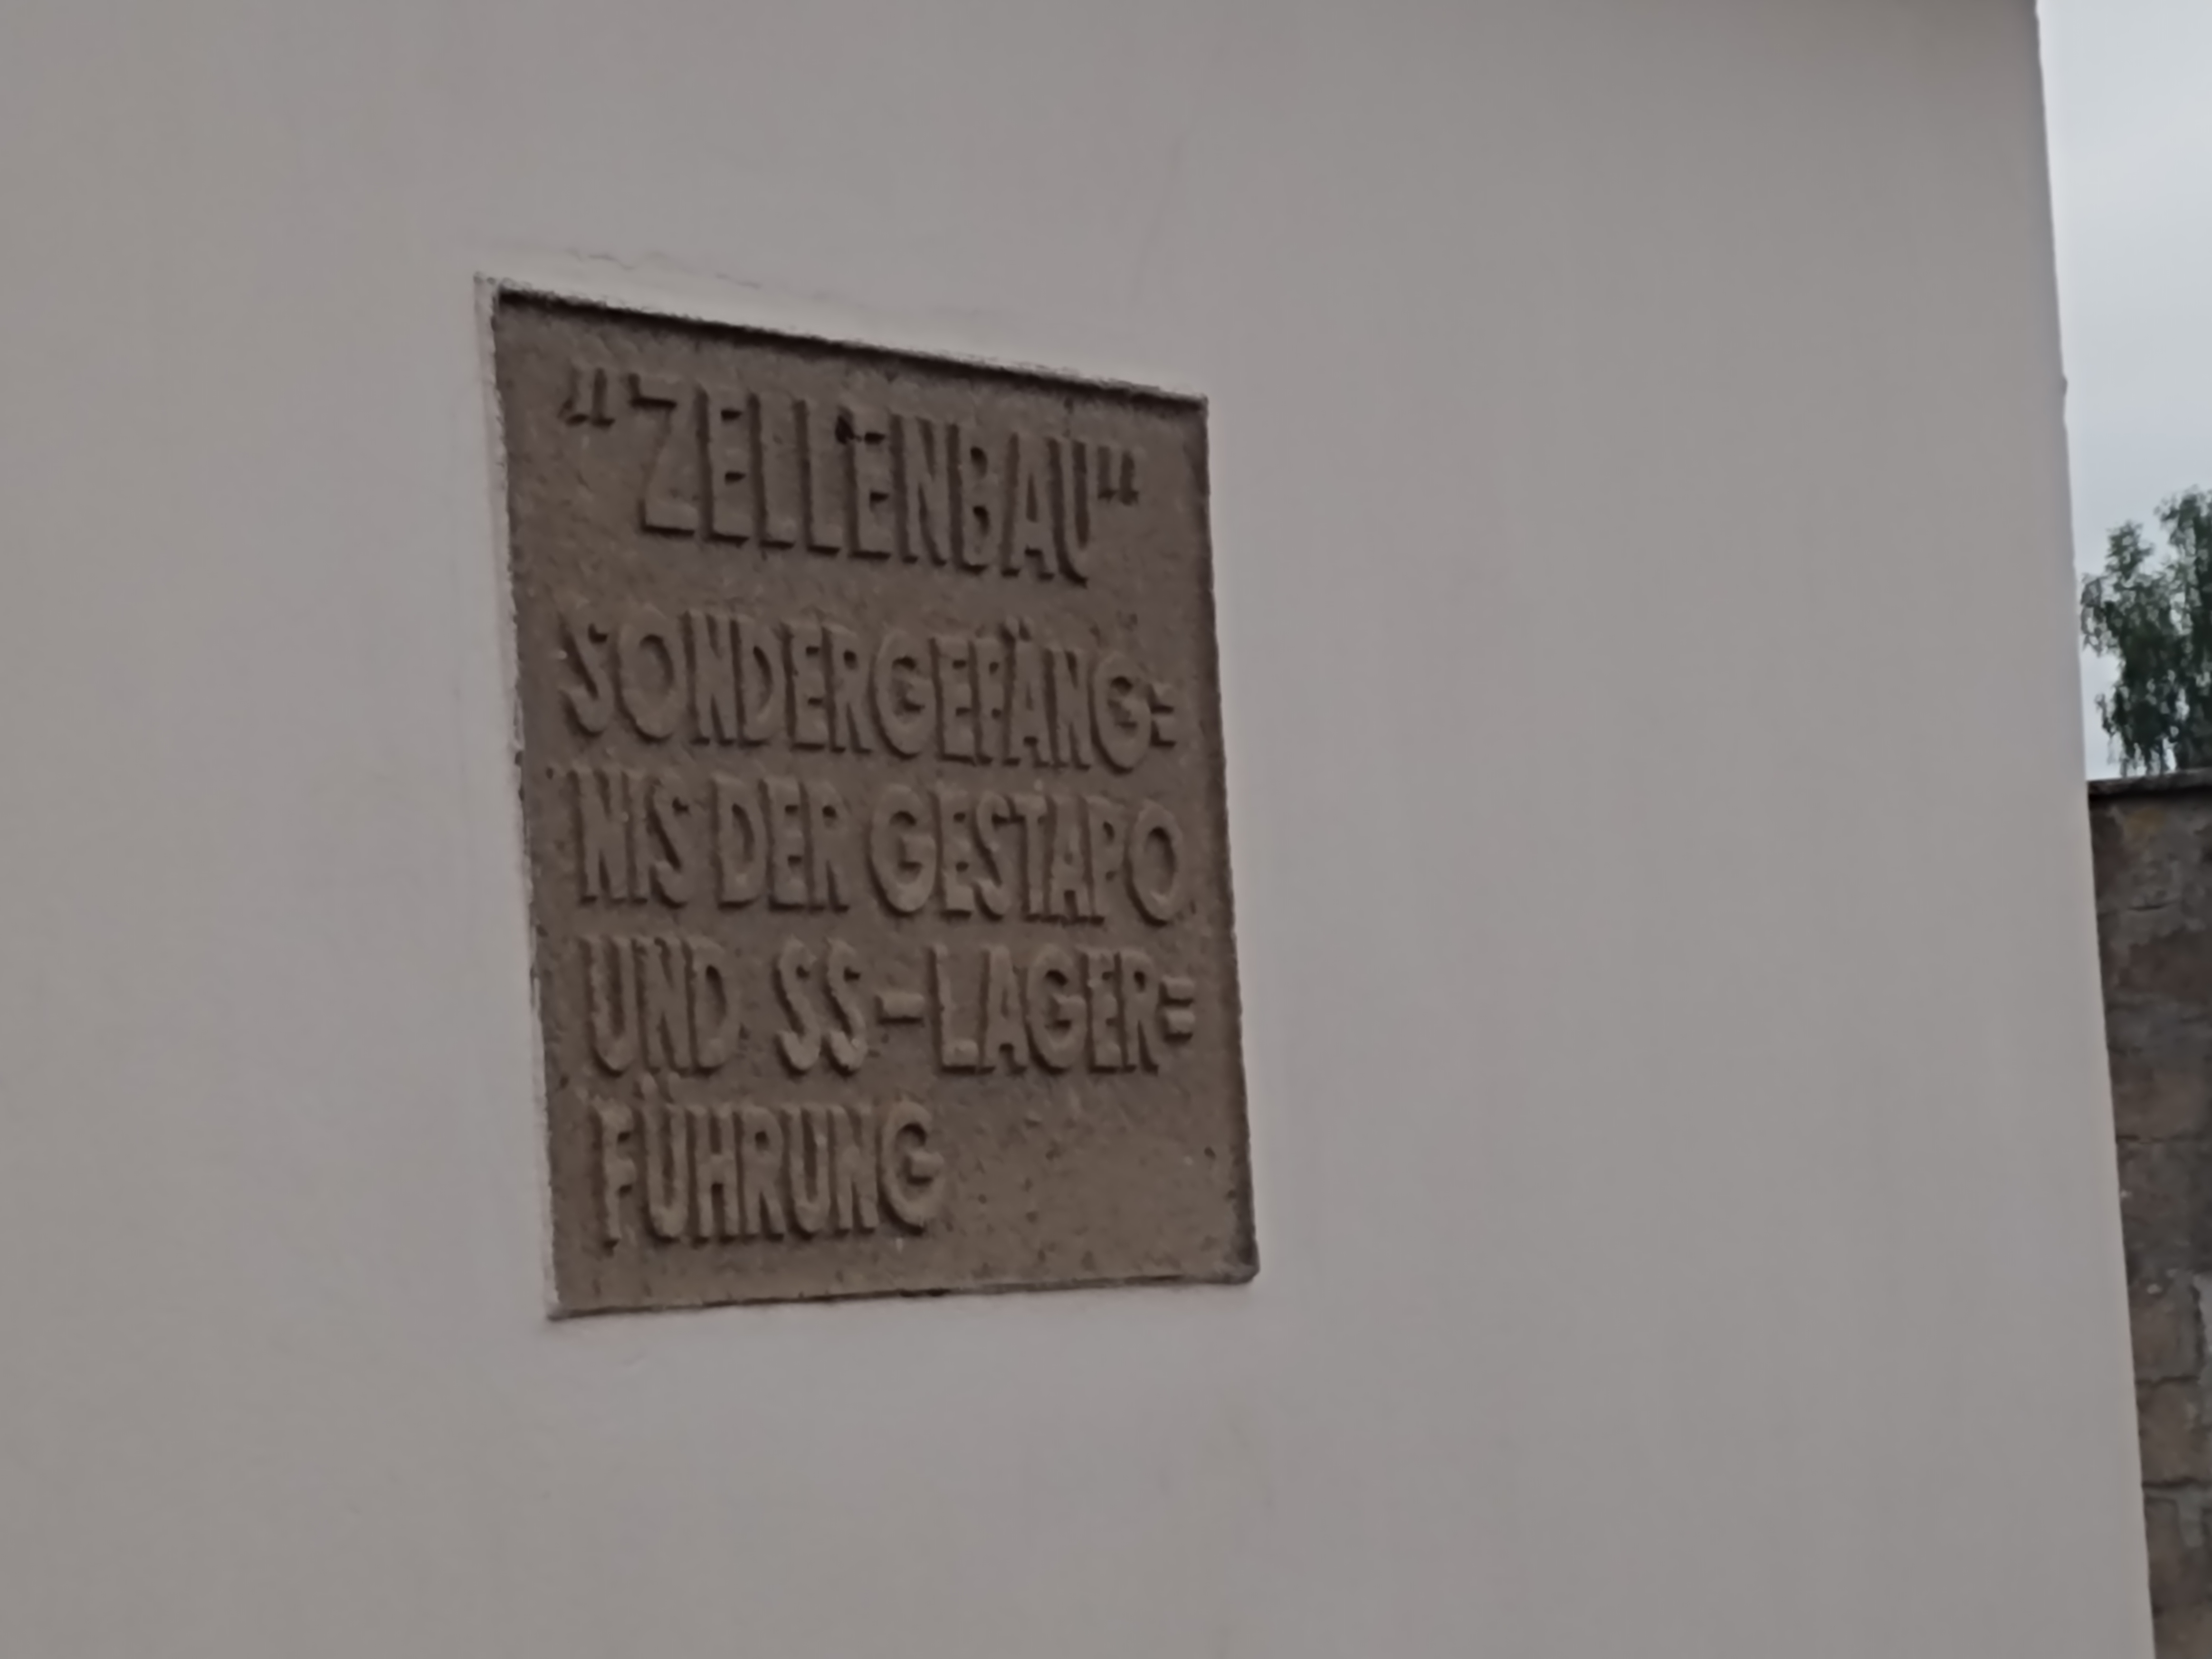 "ZELLENBAU"
SONDERGEFÄNG=
NIS DER GESTAPO
UND SS-LAGER=
FÜHRUNG